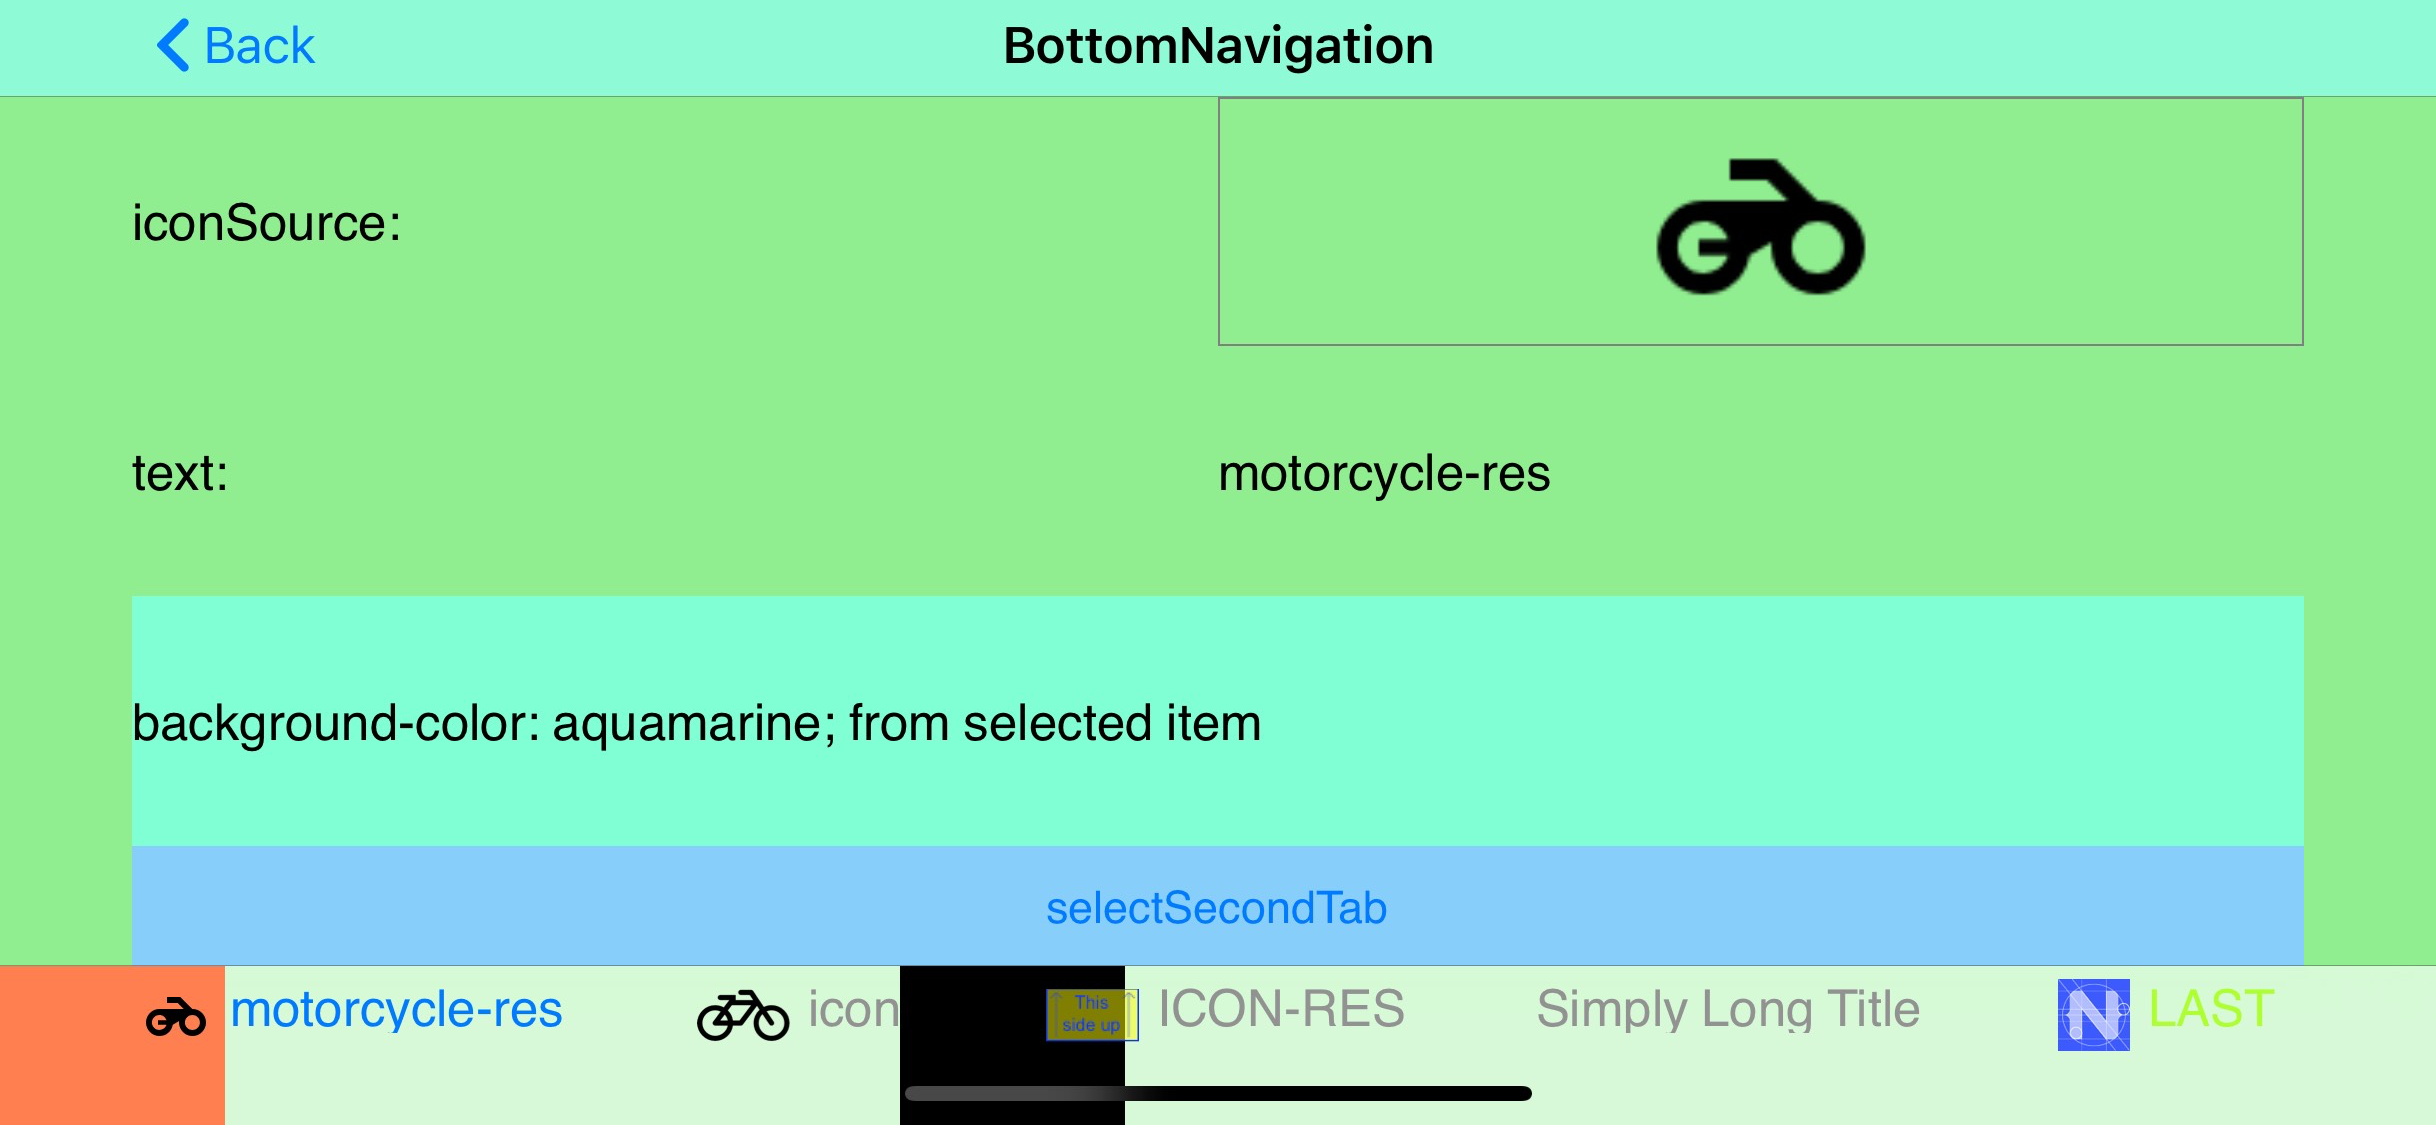 Back
BottomNavigation
iconSource:
text:
motorcycle-res
background-color: aquamarine; from selected item
selectSecondTab
motorcycle-res
icon
This
side up
ICON-RES
Simply Long Title
N
LAST